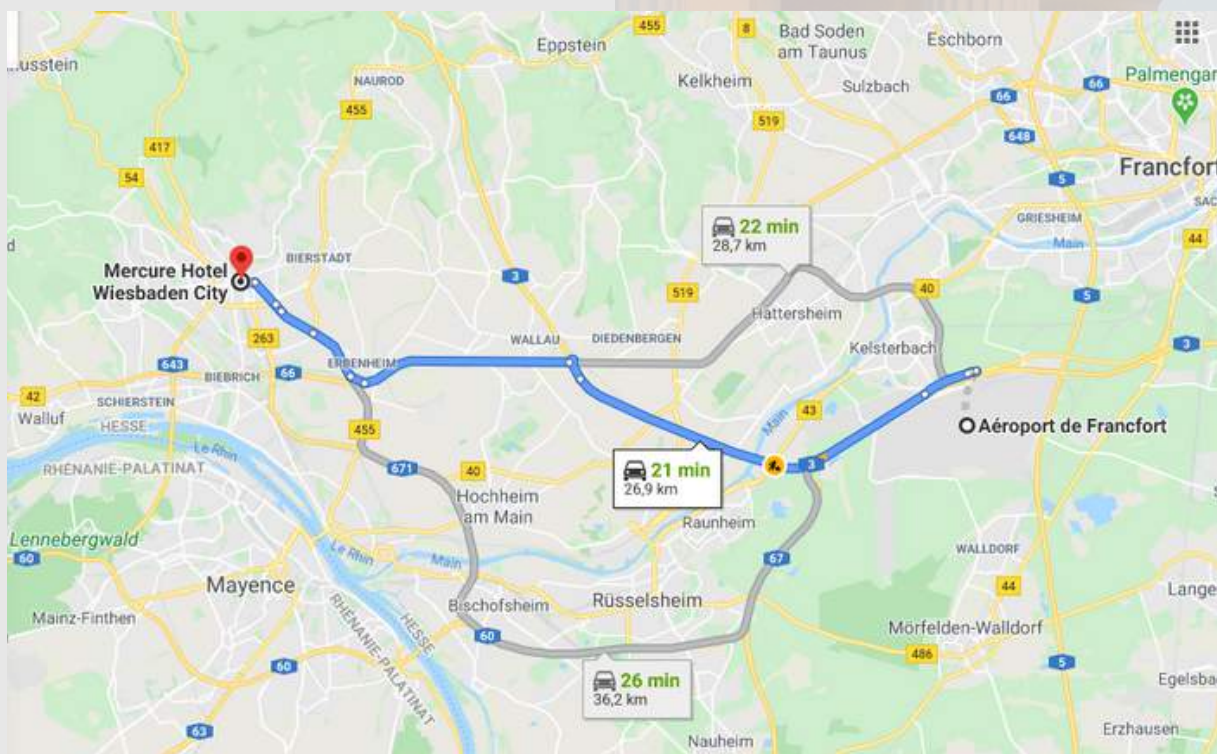 455
8
Bad Soden
am Taunus
Eschborn
Eppstein
usstein
NAUROD
Kelkheim
Sulzbach
Palmengar
66
66
455
519
648
417
Francfort
54
5
SAC
GRIESHEIM
22 min
28,7 km
Main
44
d
BIERSTADT
Mercure Hotel
Wiesbaden City
3
519
40
5
Hattersheim
263
WALLAU
DIEDENBERGEN
Kelsterbach
3
643
ERBENHEIM
66
BIEBRICH
42
Walluf
SCHIERSTEIN
HESSE
Main
43
Aéroport de Francfort
455
Le Rhin
RHÉNANIE-PALATINAT
671
40
21 min
26,9 km
3
Hochheim
am Main
Raunheim
Lennebergwald
60
Le Rhin
Main
67
WALLDORF
44
Mayence
Lange
Mainz-Finthen
RHÉNANIE-PALATINAT
HESSE
Bischofsheim
Rüsselsheim
60
Mörfelden-Walldorf
486
60
5
26 min
36,2 km
Egelsba
63
Nauheim
Erzhausen